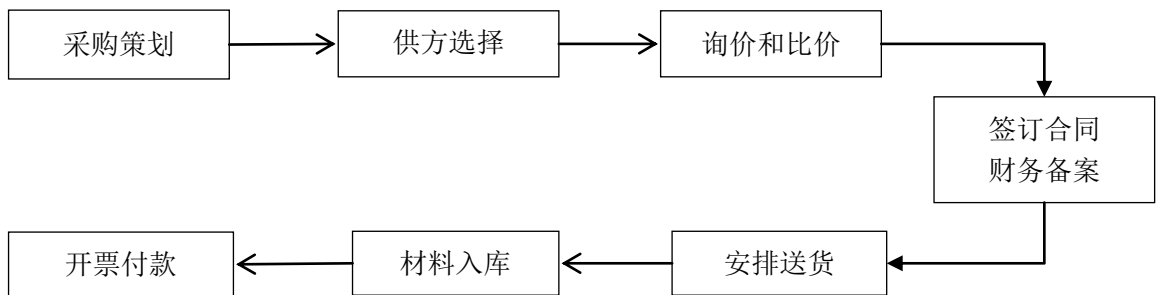 采购策划
供方选择
询价和比价
签订合同
财务备案
安排送货
材料入库
开票付款